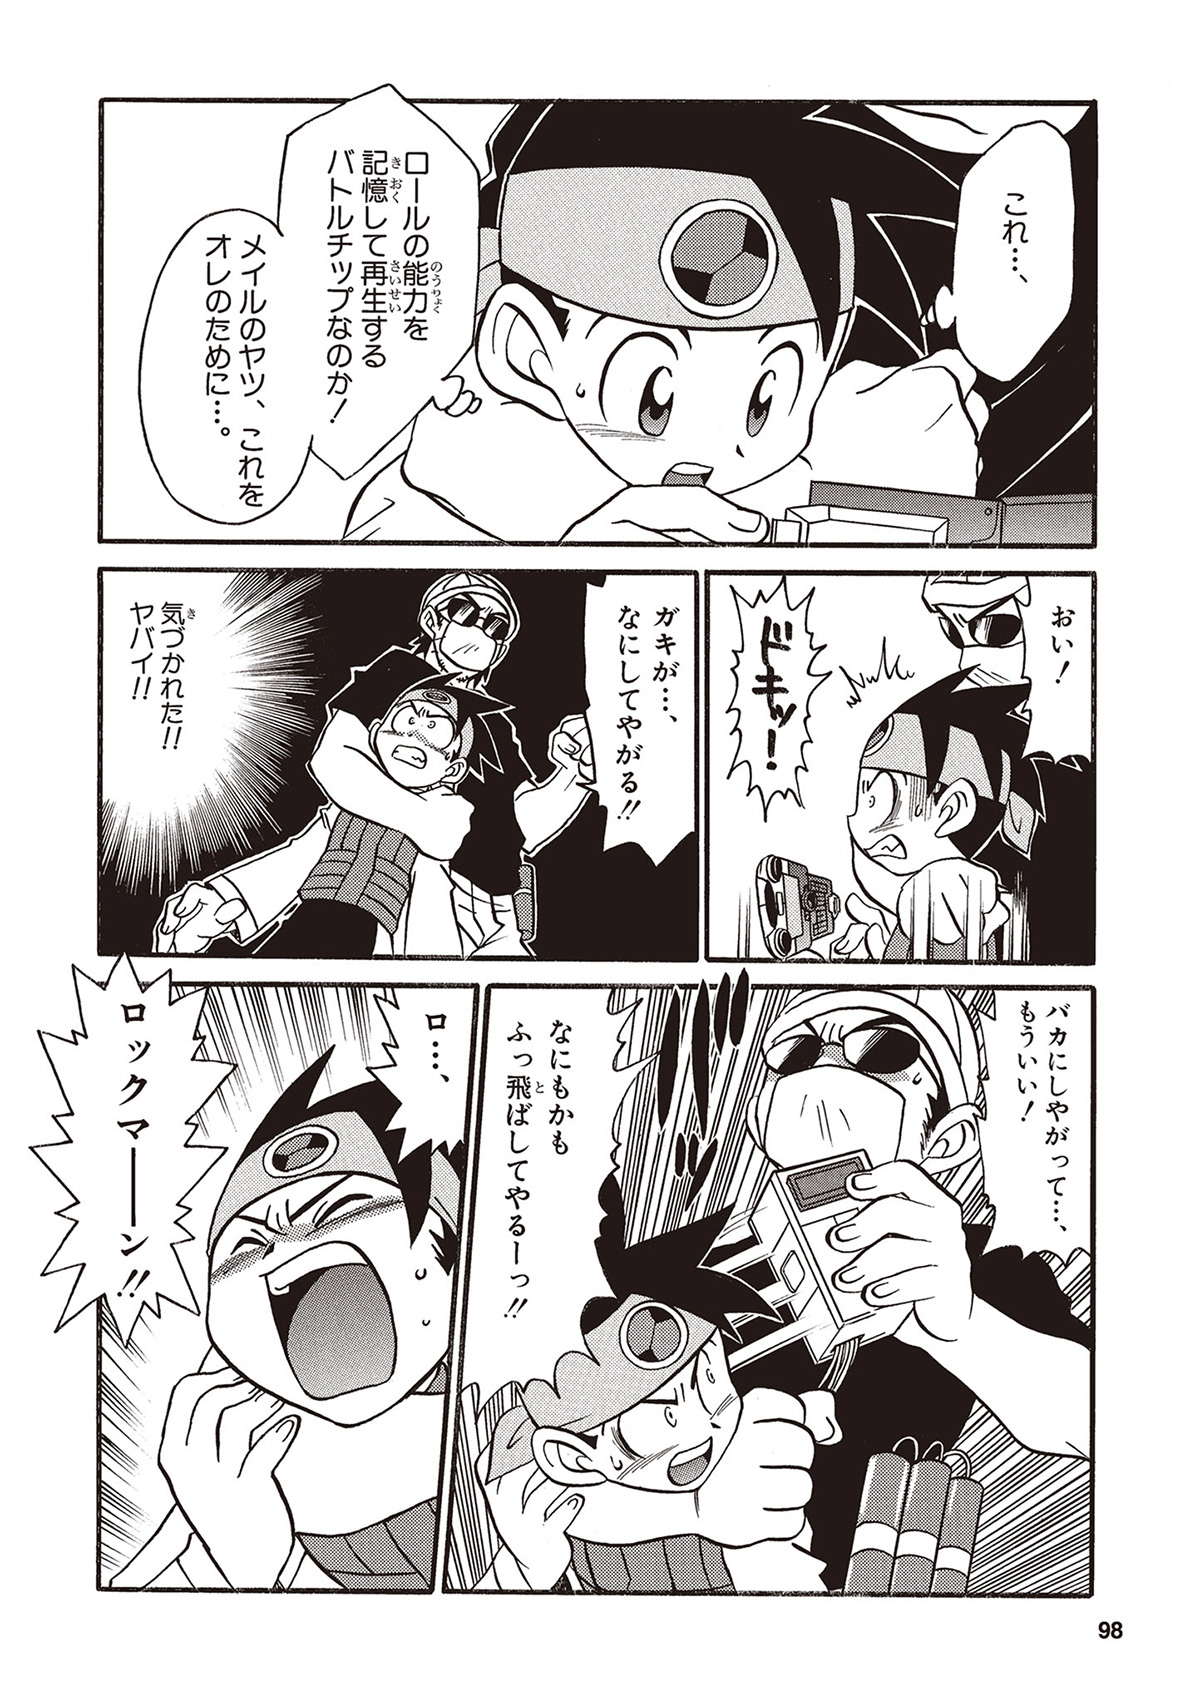 これ…、
ロールの能力を
記憶して再生する
バトルチップなのか！
メイルのヤツ、これを
オレのために…。
おい！
ドキッ！
ガキが…、
なにしてやがる!!
気づかれた!!
ヤバイ!!
バカにしやがって…、
もういい！
なにもかも
ふっ飛ばしてやるーっ!!
ロ…、
ロックマーーン!!
98